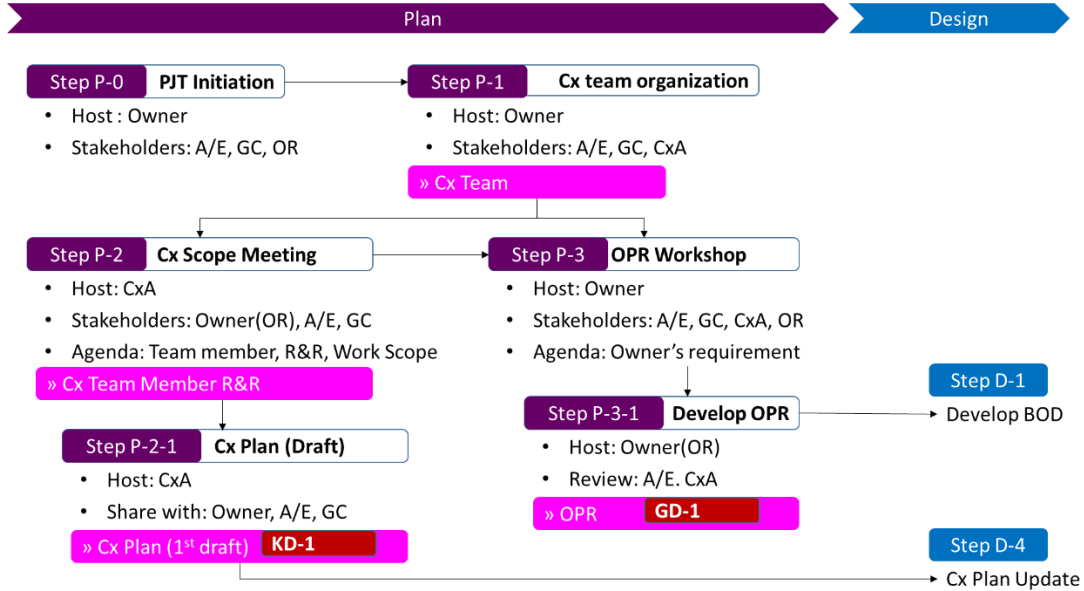 Plan
Design
Step P-0 PJT Initiation
• Host : Owner
• Stakeholders: A/E, GC, OR
Step P-1 Cx team organization
• Host: Owner
• Stakeholders: A/E, GC, CxA
» Cx Team
Step P-2 Cx Scope Meeting
• Host: CxA
• Stakeholders: Owner(OR), A/E, GC
• Agenda: Team member, R&R, Work Scope
» Cx Team Member R&R
Step P-3 OPR Workshop
• Host: Owner
• Stakeholders: A/E, GC, CxA, OR
• Agenda: Owner’s requirement
Step P-2-1 Cx Plan (Draft)
• Host: CxA
• Share with: Owner, A/E, GC
» Cx Plan (1st draft) KD-1
Step P-3-1 Develop OPR
• Host: Owner(OR)
• Review: A/E. CxA
» OPR GD-1
Step D-1
Develop BOD
Step D-4
Cx Plan Update